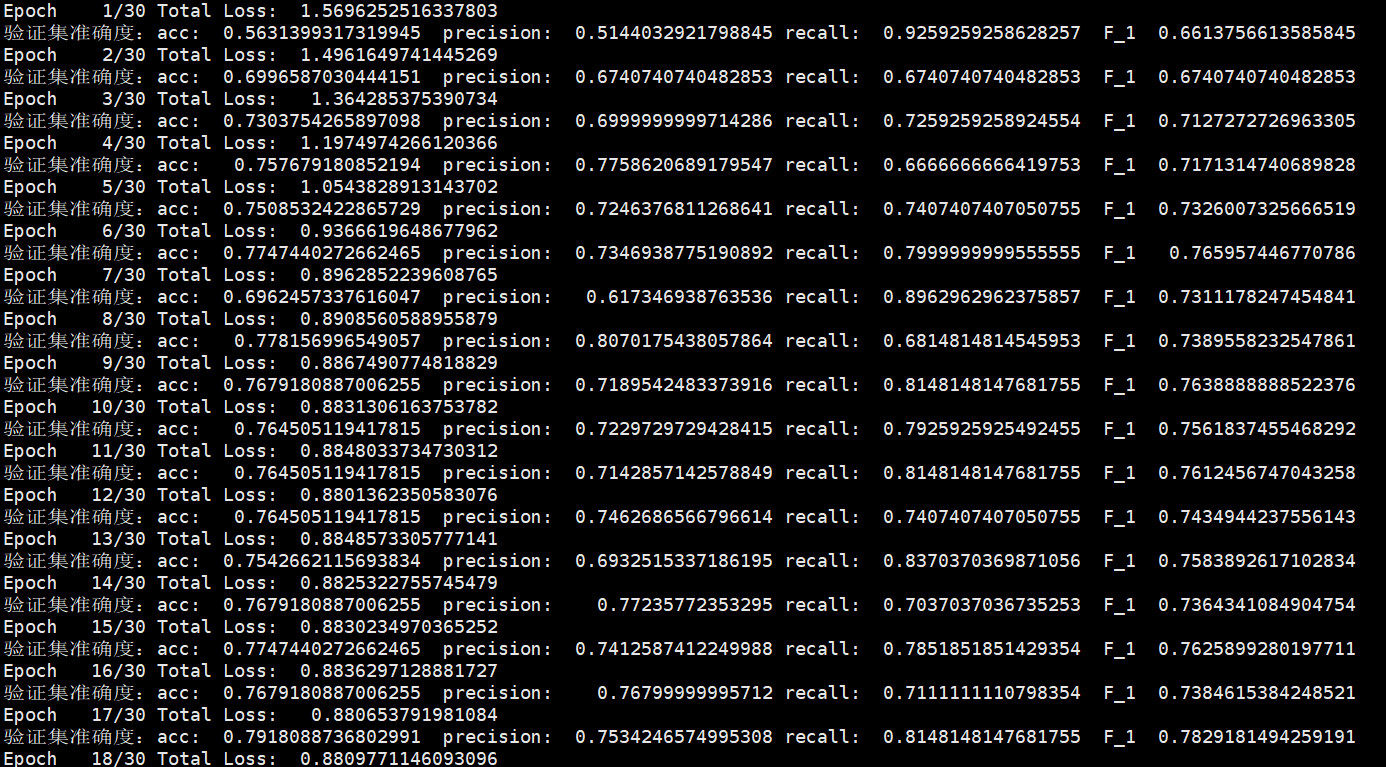 Epoch    1/30 Total Loss:  1.5696252516337803
验证集准确度：acc:  0.5631399317319945  precision:  0.5144032921798845 recall:  0.9259259258628257  F_1  0.6613756613585845
Epoch    2/30 Total Loss:  1.4961649741445269
验证集准确度：acc:  0.6996587030444151  precision:  0.6740740740482853 recall:  0.6740740740482853  F_1  0.6740740740482853
Epoch    3/30 Total Loss:   1.364285375390734
验证集准确度：acc:  0.7303754265897098  precision:  0.6999999999714286 recall:  0.7259259258924554  F_1  0.7127272726963305
Epoch    4/30 Total Loss:  1.1974974266120366
验证集准确度：acc:   0.757679180852194  precision:  0.7758620689179547 recall:  0.6666666666419753  F_1  0.7171314740689828
Epoch    5/30 Total Loss:  1.0543828913143702
验证集准确度：acc:  0.7508532422865729  precision:  0.7246376811268641 recall:  0.7407407407050755  F_1  0.7326007325666519
Epoch    6/30 Total Loss:  0.9366619648677962
验证集准确度：acc:  0.7747440272662465  precision:  0.7346938775190892 recall:  0.7999999999555555  F_1   0.765957446770786
Epoch    7/30 Total Loss:  0.8962852239608765
验证集准确度：acc:  0.6962457337616047  precision:   0.617346938763536 recall:  0.8962962962375857  F_1  0.7311178247454841
Epoch    8/30 Total Loss:  0.8908560588955879
验证集准确度：acc:   0.778156996549057  precision:  0.8070175438057864 recall:  0.6814814814545953  F_1  0.7389558232547861
Epoch    9/30 Total Loss:  0.8867490774818829
验证集准确度：acc:  0.7679180887006255  precision:  0.7189542483373916 recall:  0.8148148147681755  F_1  0.7638888888522376
Epoch   10/30 Total Loss:  0.8831306163753782
验证集准确度：acc:   0.764505119417815  precision:  0.7229729729428415 recall:  0.7925925925492455  F_1  0.7561837455468292
Epoch   11/30 Total Loss:  0.8848033734730312
验证集准确度：acc:   0.764505119417815  precision:  0.7142857142578849 recall:  0.8148148147681755  F_1  0.7612456747043258
Epoch   12/30 Total Loss:  0.8801362350583076
验证集准确度：acc:   0.764505119417815  precision:  0.7462686566796614 recall:  0.7407407407050755  F_1  0.7434944237556143
Epoch   13/30 Total Loss:  0.8848573305777141
验证集准确度：acc:  0.7542662115693834  precision:  0.6932515337186195 recall:  0.8370370369871056  F_1  0.7583892617102834
Epoch   14/30 Total Loss:  0.8825322755745479
验证集准确度：acc:  0.7679180887006255  precision:    0.77235772353295 recall:  0.7037037036735253  F_1  0.7364341084904754
Epoch   15/30 Total Loss:  0.8830234970365252
验证集准确度：acc:  0.7747440272662465  precision:  0.7412587412249988 recall:  0.7851851851429354  F_1  0.7625899280197711
Epoch   16/30 Total Loss:  0.8836297128881727
验证集准确度：acc:  0.7679180887006255  precision:    0.76799999995712 recall:  0.7111111110798354  F_1  0.7384615384248521
Epoch   17/30 Total Loss:   0.880653791981084
验证集准确度：acc:  0.7918088736802991  precision:  0.7534246574995308 recall:  0.8148148147681755  F_1  0.7829181494259191
Epoch   18/30 Total Loss:  0.8809771146093096